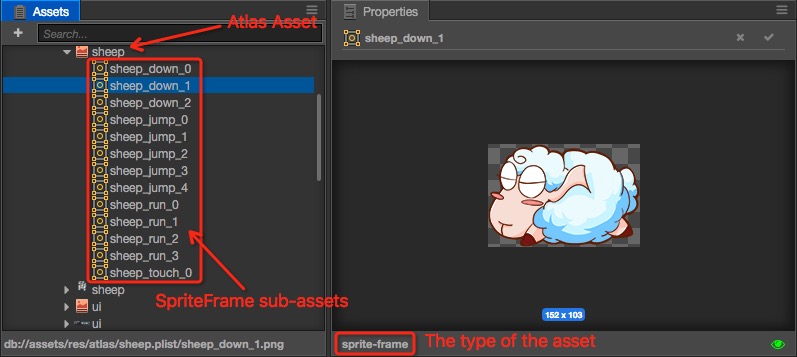 Assets
Atlas Asset
Search...
sheep
sheep_down_0
sheep_down_1
sheep_down_2
sheep_jump_0
sheep_jump_1
sheep_jump_2
sheep_jump_3
sheep_jump_4
sheep_run_0
sheep_run_1
sheep_run_2
sheep_run_3
sheep_touch_0
sheep
SpriteFrame sub-assets
ui
ui
db://assets/res/atlas/sheep.plist/sheep_down_1.png
Properties
sheep_down_1
152 x 103
sprite-frame
The type of the asset